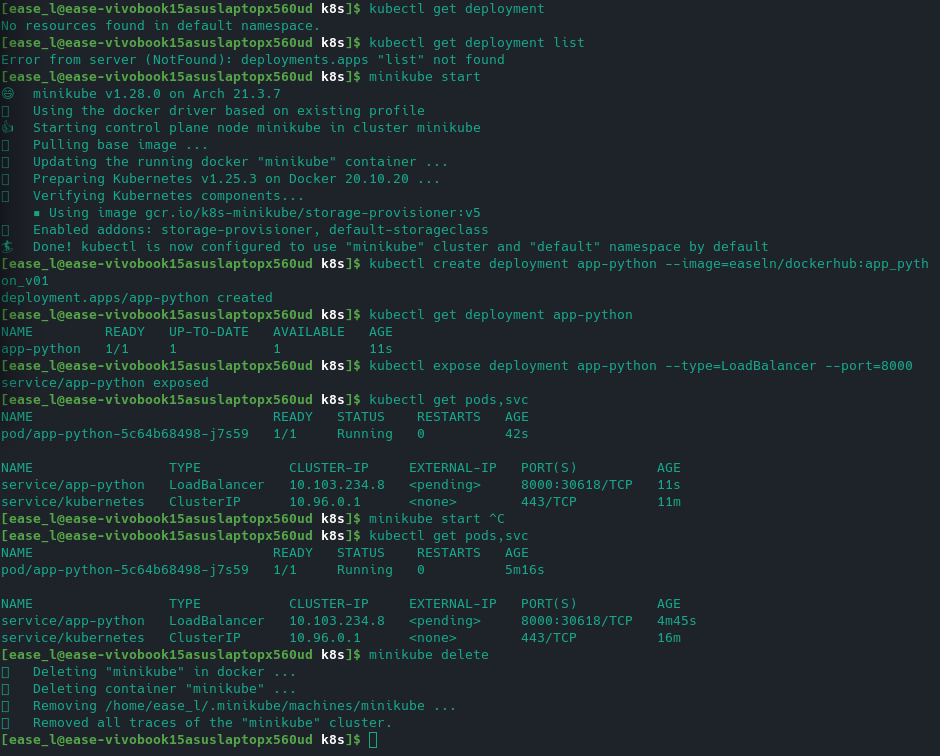 [ease_l@ease-vivobook15asuslaptopx560ud k8s]$ kubectl get deployment
No resources found in default namespace.
[ease_l@ease-vivobook15asuslaptopx560ud k8s]$ kubectl get deployment list
Error from server (NotFound): deployments.apps "list" not found
[ease_l@ease-vivobook15asuslaptopx560ud k8s]$ minikube start
😄   minikube v1.28.0 on Arch 21.3.7
Using the docker driver based on existing profile
👍   Starting control plane node minikube in cluster minikube
Pulling base image ...
Updating the running docker "minikube" container ...
Preparing Kubernetes v1.25.3 on Docker 20.10.20 ...
Verifying Kubernetes components...
▪ Using image gcr.io/k8s-minikube/storage-provisioner:v5
Enabled addons: storage-provisioner, default-storageclass
🏄   Done! kubectl is now configured to use "minikube" cluster and "default" namespace by default
[ease_l@ease-vivobook15asuslaptopx560ud k8s]$ kubectl create deployment app-python --image=easeln/dockerhub:app_pyth
on_v01
deployment.apps/app-python created
[ease_l@ease-vivobook15asuslaptopx560ud k8s]$ kubectl get deployment app-python
NAME         READY   UP-TO-DATE   AVAILABLE   AGE
app-python   1/1     1            1           11s
[ease_l@ease-vivobook15asuslaptopx560ud k8s]$ kubectl expose deployment app-python --type=LoadBalancer --port=8000
service/app-python exposed
[ease_l@ease-vivobook15asuslaptopx560ud k8s]$ kubectl get pods,svc
NAME                              READY   STATUS    RESTARTS   AGE
pod/app-python-5c64b68498-j7s59   1/1     Running   0          42s

NAME                 TYPE           CLUSTER-IP     EXTERNAL-IP   PORT(S)          AGE
service/app-python   LoadBalancer   10.103.234.8   <pending>     8000:30618/TCP   11s
service/kubernetes   ClusterIP      10.96.0.1      <none>        443/TCP          11m
[ease_l@ease-vivobook15asuslaptopx560ud k8s]$ minikube start ^C
[ease_l@ease-vivobook15asuslaptopx560ud k8s]$ kubectl get pods,svc
NAME                              READY   STATUS    RESTARTS   AGE
pod/app-python-5c64b68498-j7s59   1/1     Running   0          5m16s

NAME                 TYPE           CLUSTER-IP     EXTERNAL-IP   PORT(S)          AGE
service/app-python   LoadBalancer   10.103.234.8   <pending>     8000:30618/TCP   4m45s
service/kubernetes   ClusterIP      10.96.0.1      <none>        443/TCP          16m
[ease_l@ease-vivobook15asuslaptopx560ud k8s]$ minikube delete
Deleting "minikube" in docker ...
Deleting container "minikube" ...
Removing /home/ease_l/.minikube/machines/minikube ...
Removed all traces of the "minikube" cluster.
[ease_l@ease-vivobook15asuslaptopx560ud k8s]$